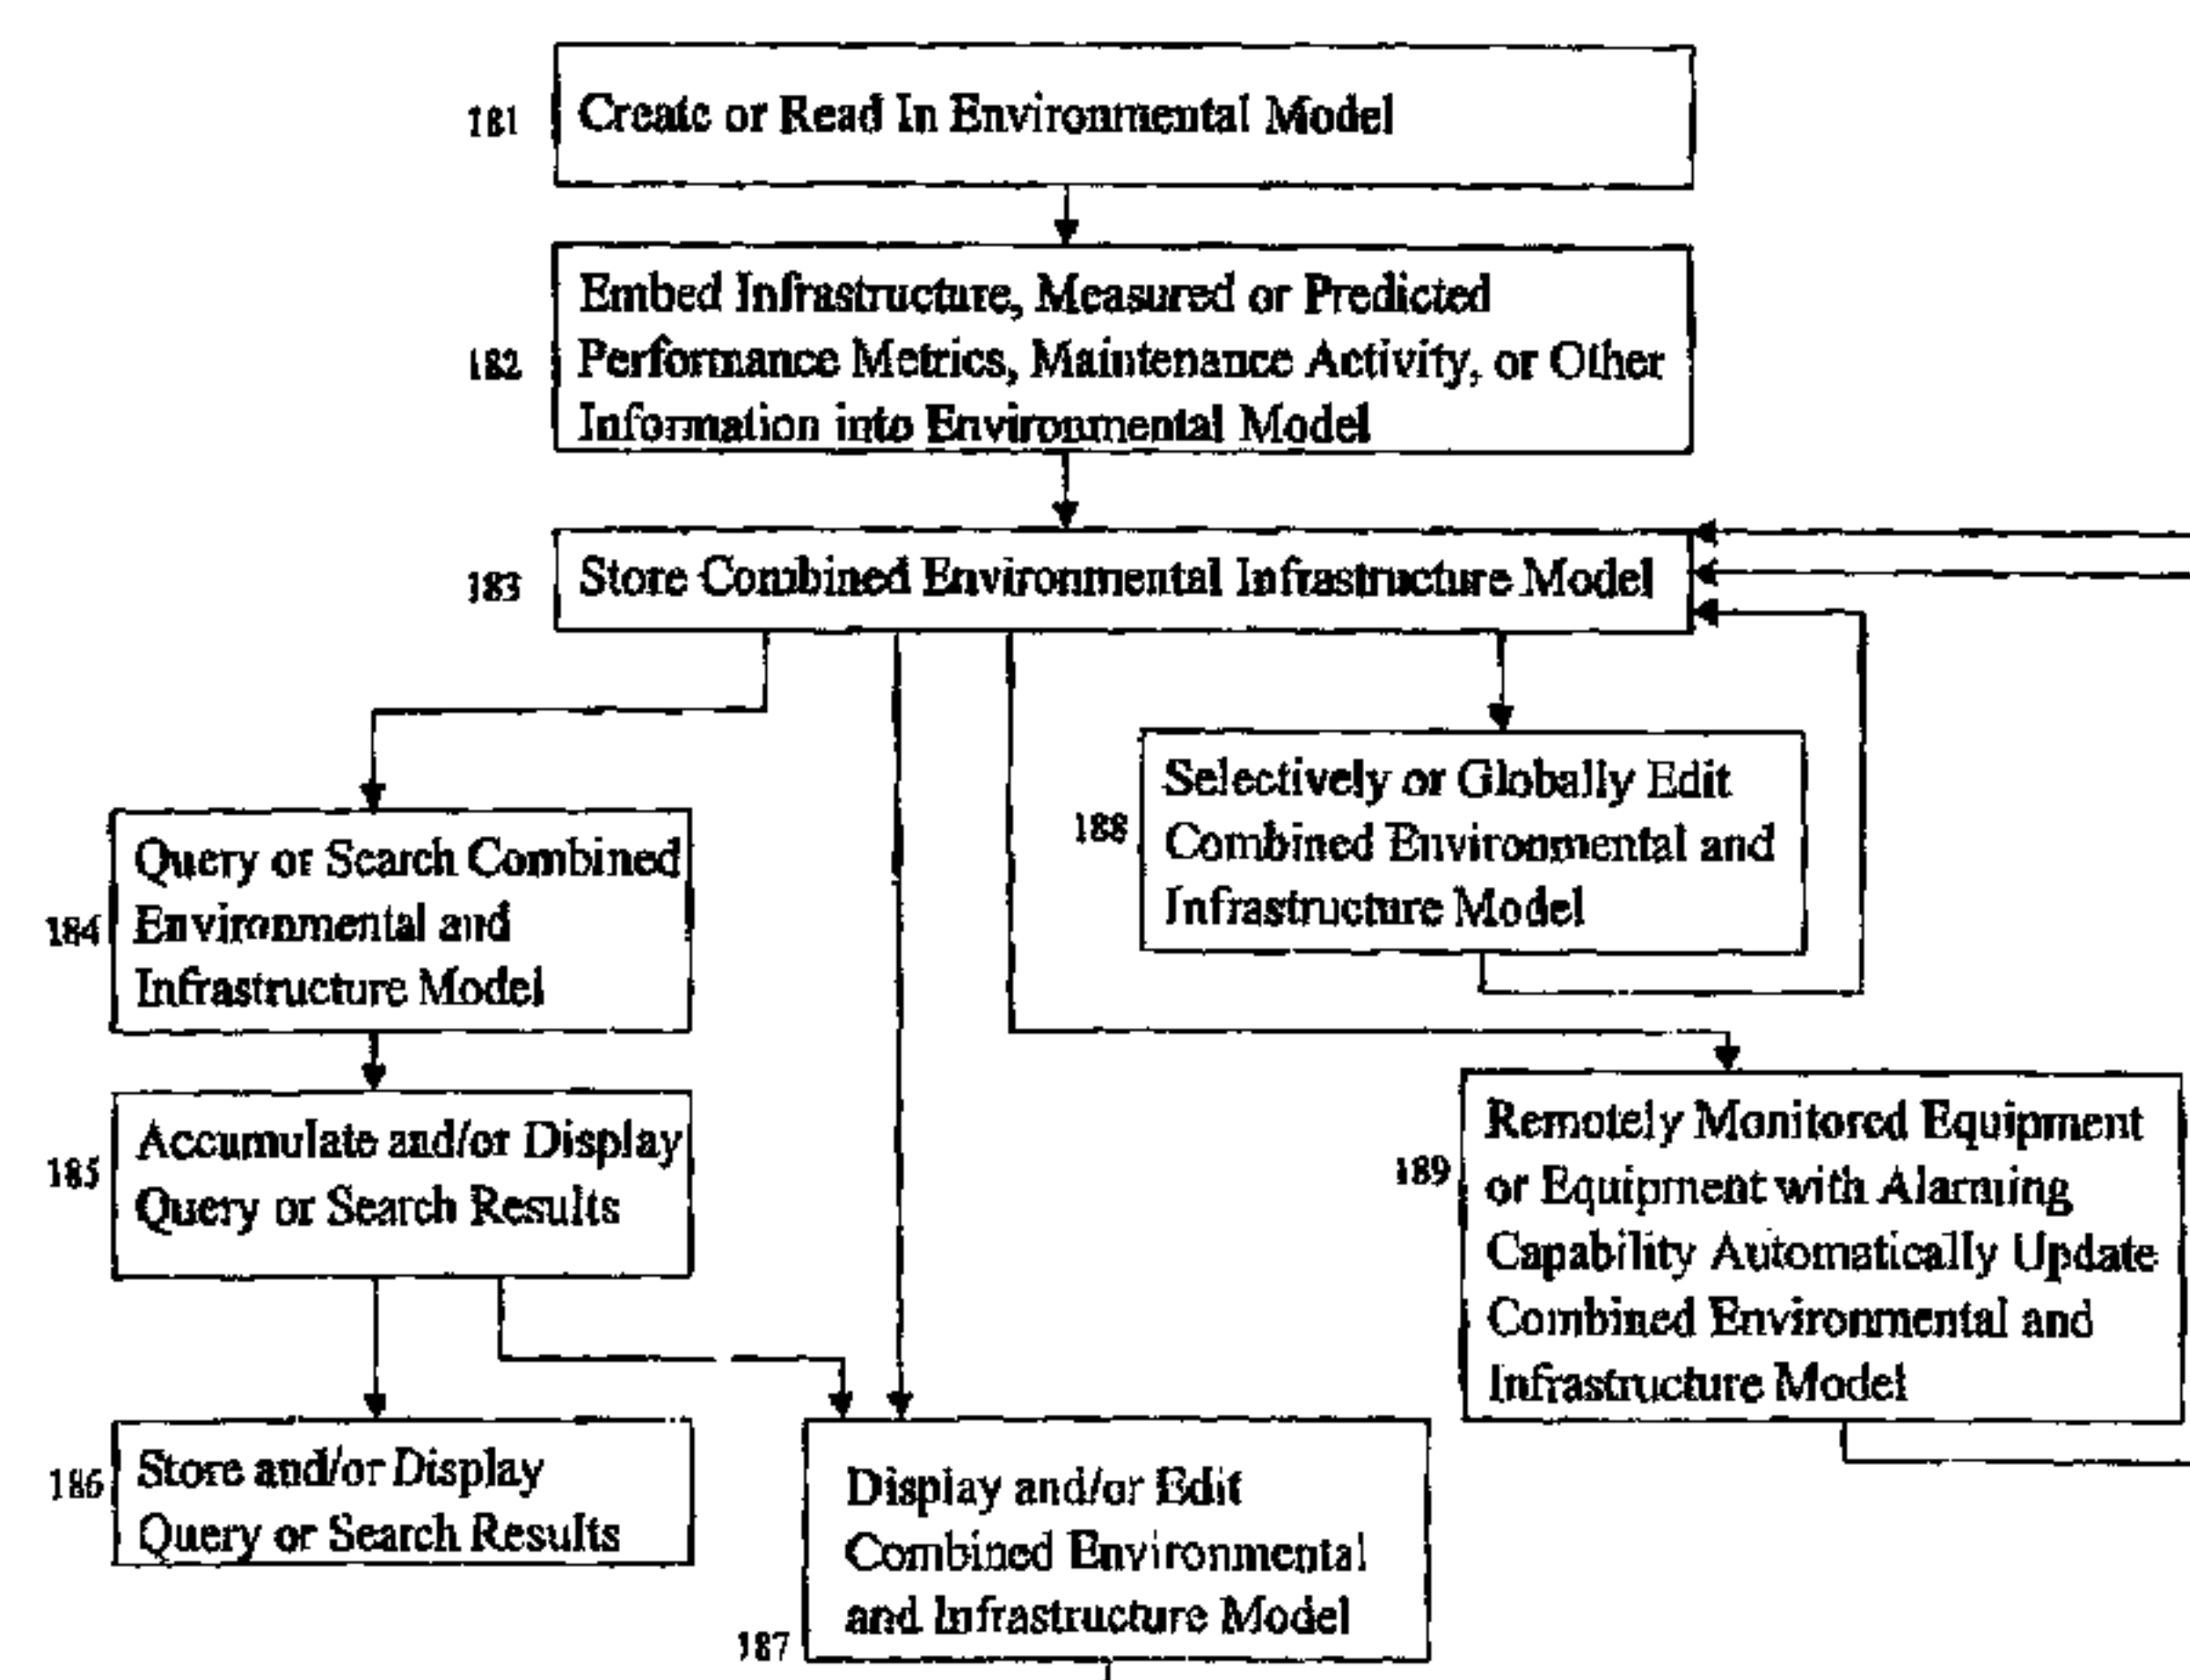 181
Create or Read In Environmental Model
182
Embed Infrastructure, Measured or Predicted
Performance Metrics, Maintenance Activity, or Other
Information into Environmental Model
183
Store Combined Environmental Infrastructure Model
184
Query or Search Combined
Environmental and
Infrastructure Model
188
Selectively or Globally Edit
Combined Environmental and
Infrastructure Model
185
Accumulate and/or Display
Query or Search Results
189
Remotely Monitored Equipment
or Equipment with Alarming
Capability Automatically Update
Combined Environmental and
Infrastructure Model
186
Store and/or Display
Query or Search Results
187
Display and/or Edit
Combined Environmental
and Infrastructure Model